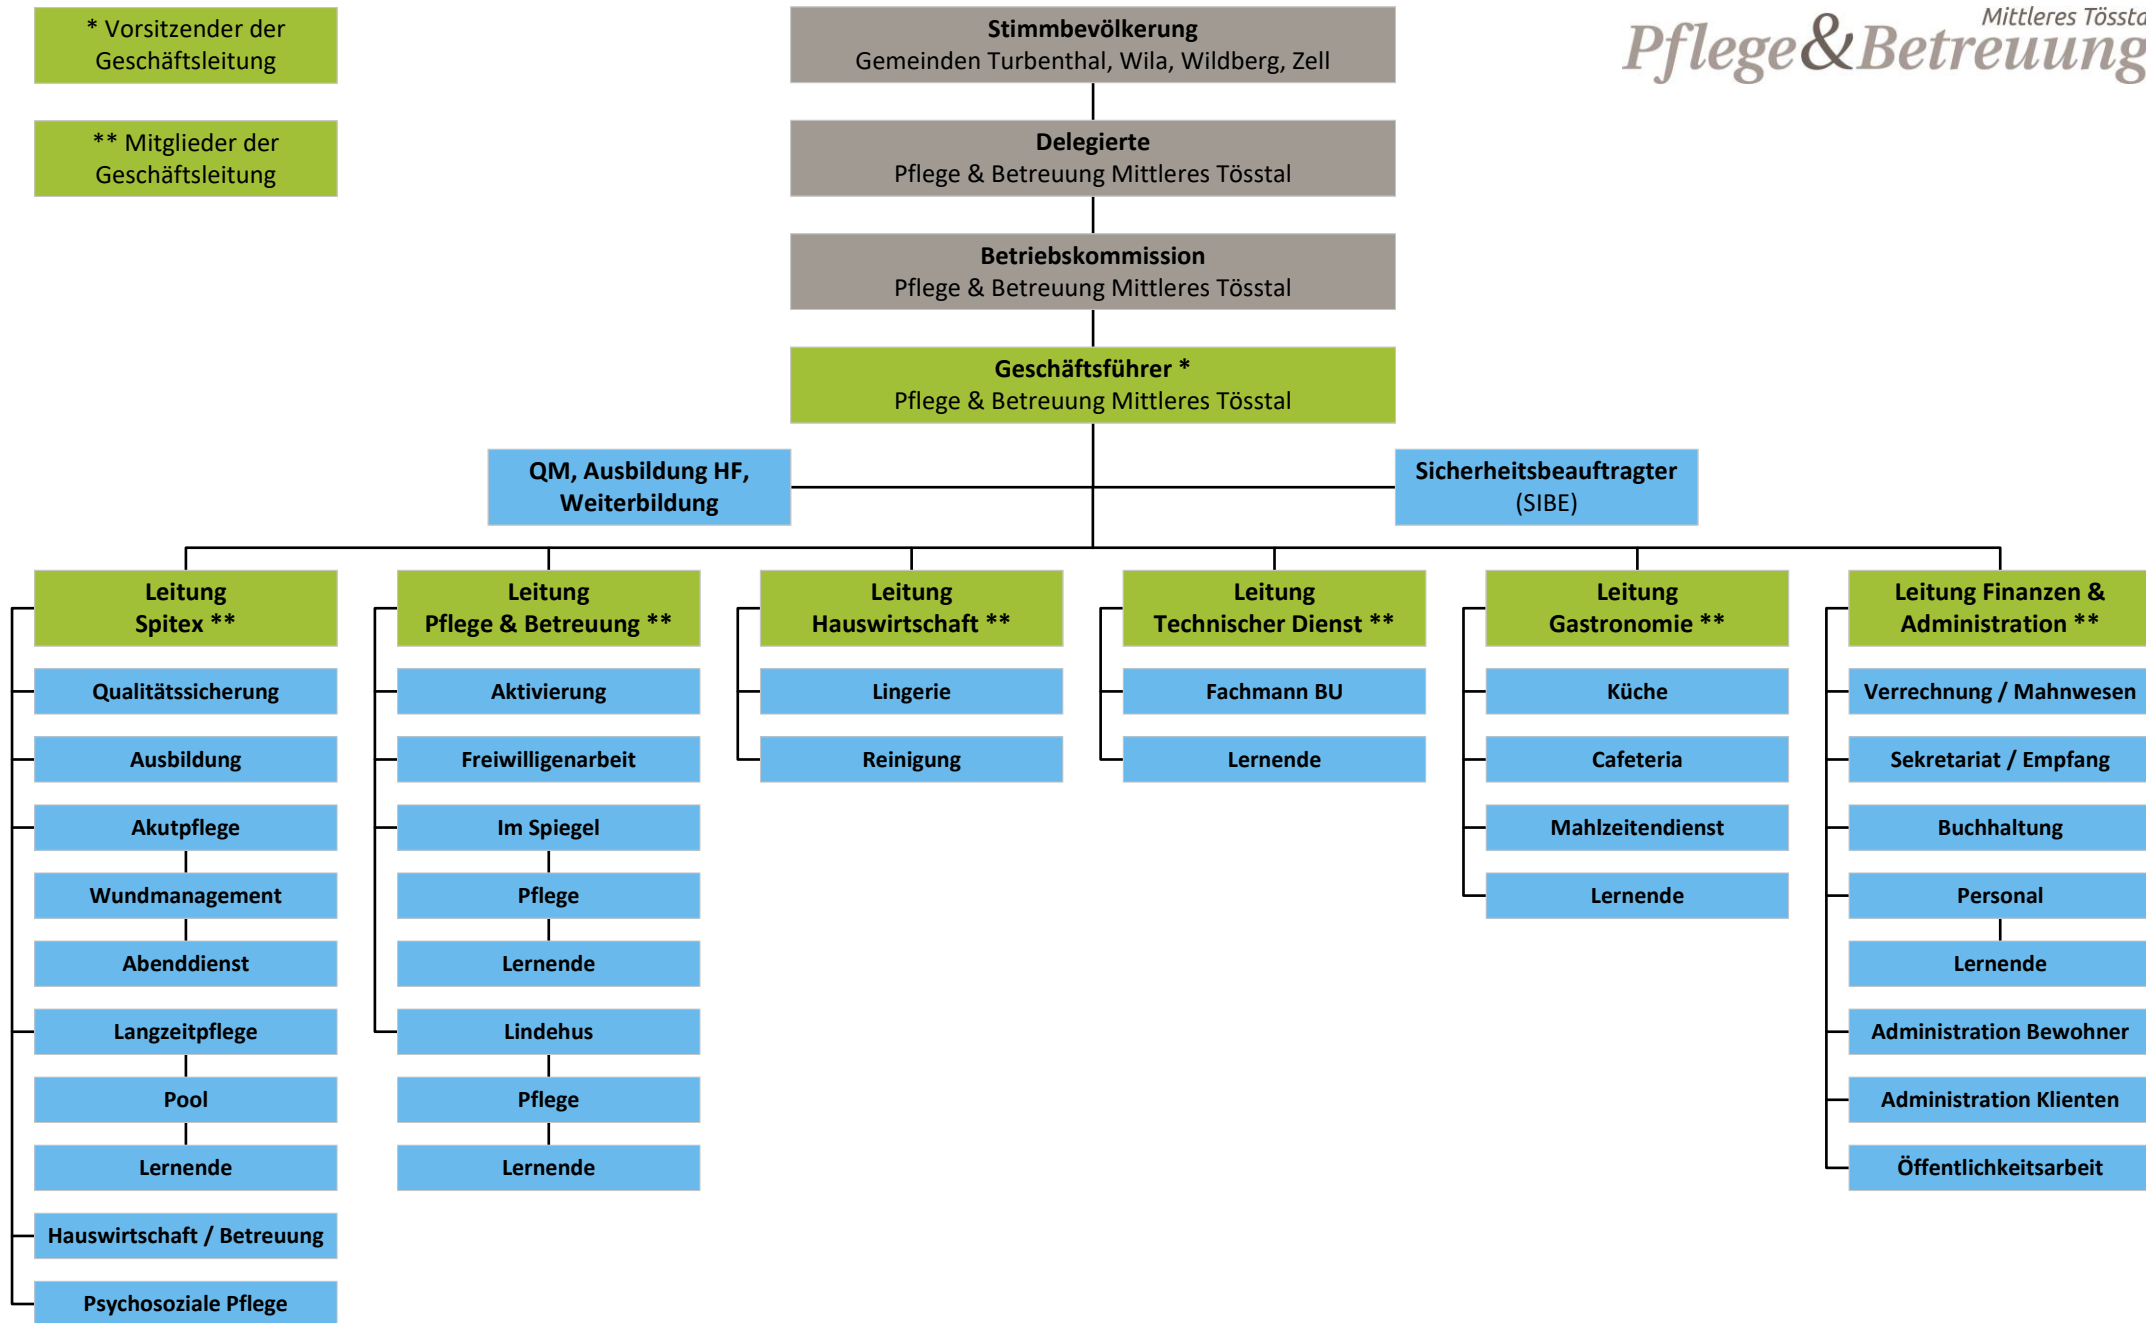 * Vorsitzender der
Geschäftsleitung
** Mitglieder der
Geschäftsleitung
Stimmbevölkerung
Gemeinden Turbenthal, Wila, Wildberg, Zell
Mittleres Tössta
Pflege&Betreuung
Delegierte
Pflege & Betreuung Mittleres Tösstal
Betriebskommission
Pflege & Betreuung Mittleres Tösstal
Geschäftsführer *
Pflege & Betreuung Mittleres Tösstal
QM, Ausbildung HF,
Weiterbildung
Sicherheitsbeauftragter
(SIBE)
Leitung
Spitex **
Qualitätssicherung
Ausbildung
Akutpflege
Wundmanagement
Abenddienst
Langzeitpflege
Pool
Lernende
Hauswirtschaft / Betreuung
Psychosoziale Pflege
Leitung
Pflege & Betreuung **
Aktivierung
Freiwilligenarbeit
Im Spiegel
Pflege
Lernende
Lindehus
Pflege
Lernende
Leitung
Hauswirtschaft **
Lingerie
Reinigung
Leitung
Technischer Dienst **
Fachmann BU
Lernende
Leitung
Gastronomie **
Küche
Cafeteria
Mahlzeitendienst
Lernende
Leitung Finanzen &
Administration **
Verrechnung / Mahnwesen
Sekretariat / Empfang
Buchhaltung
Personal
Lernende
Administration Bewohner
Administration Klienten
Öffentlichkeitsarbeit